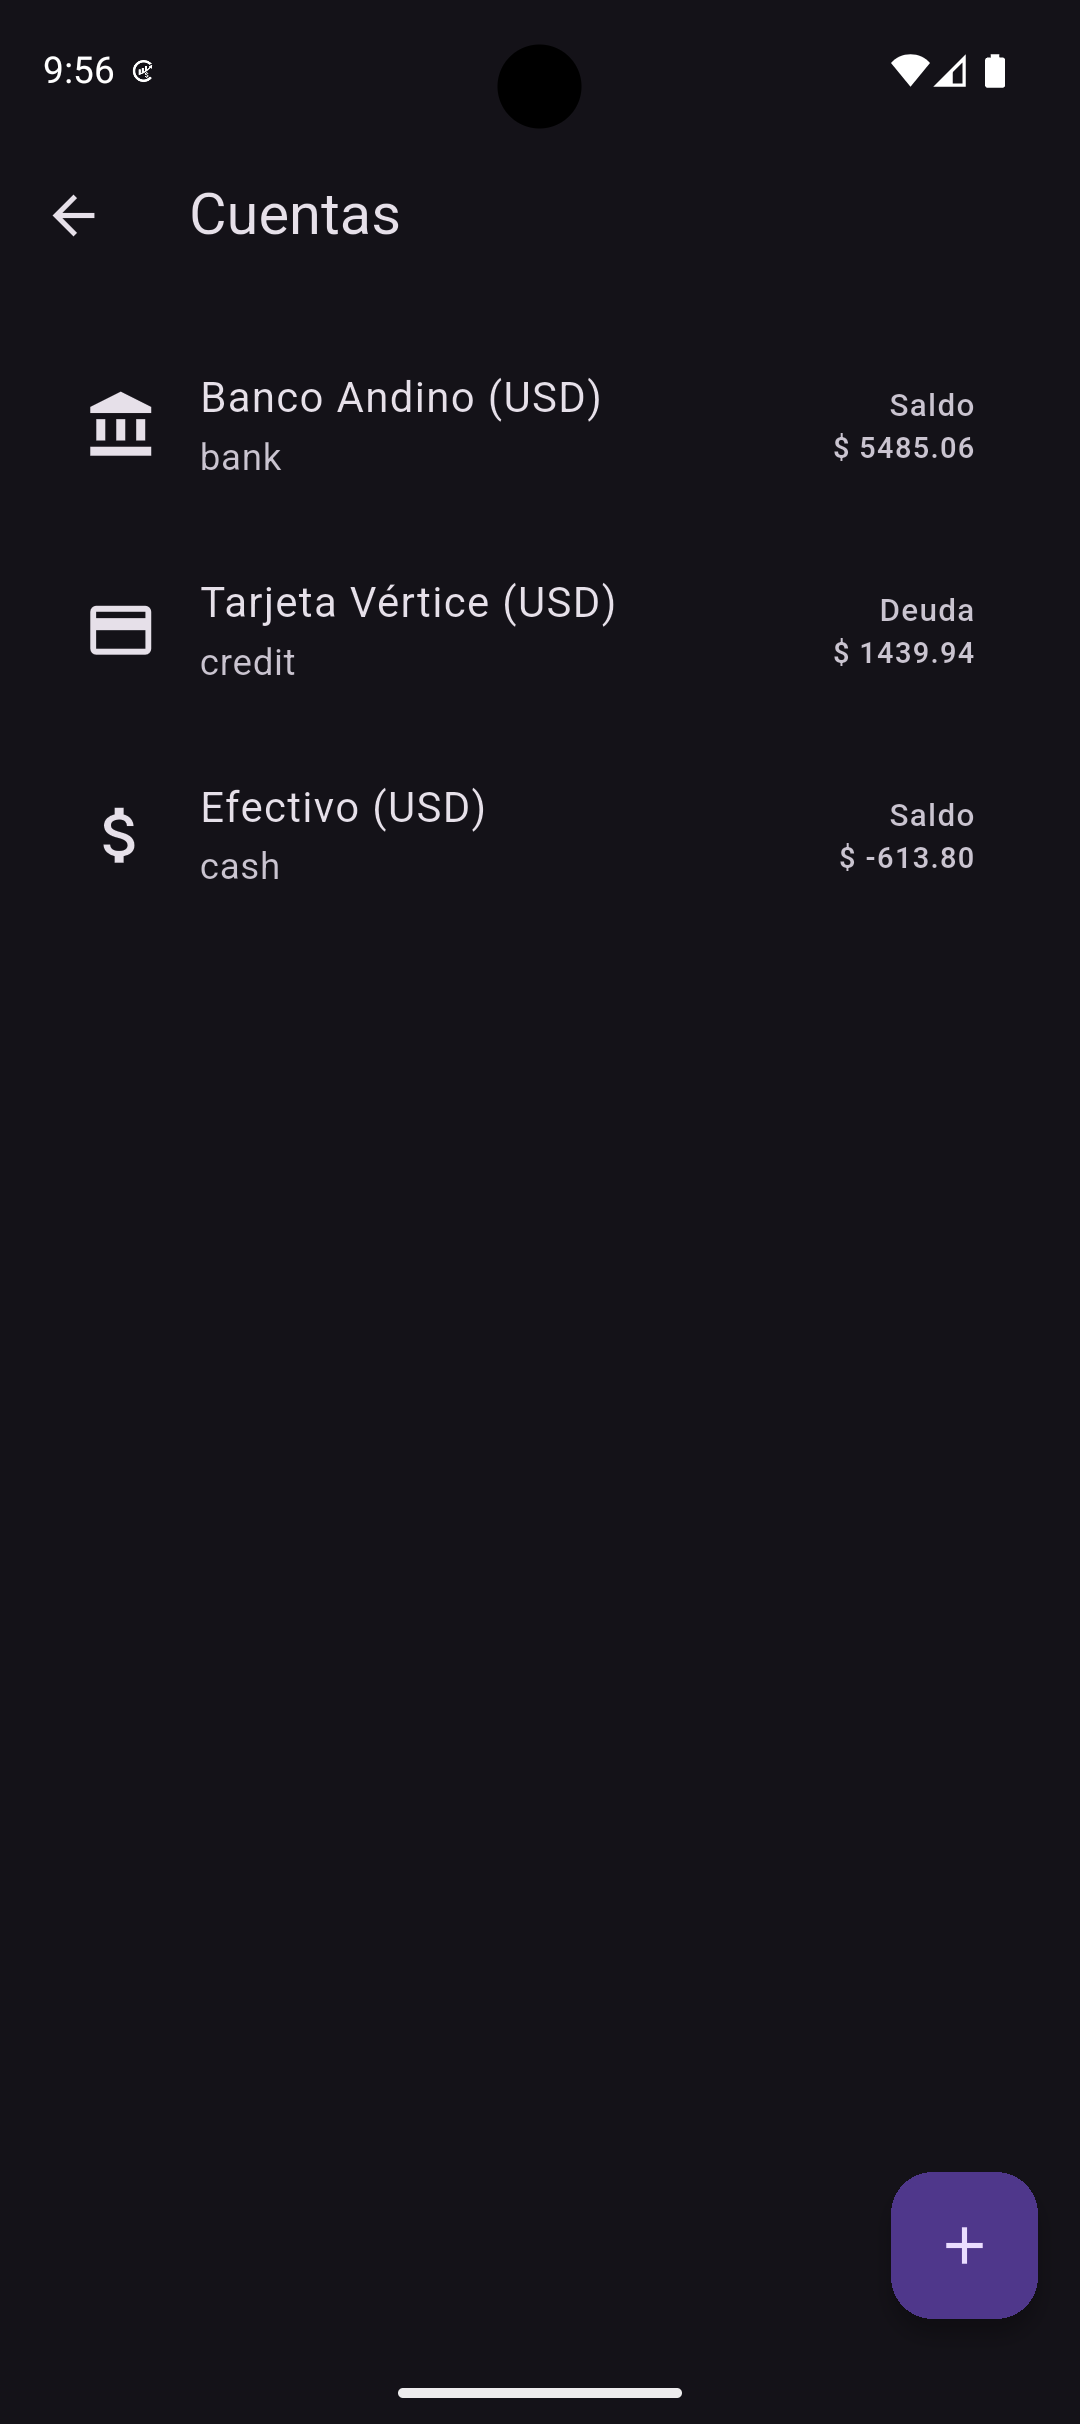 9:56
Cuentas
Banco Andino (USD)
bank
Saldo
$ 5485.06
Tarjeta Vértice (USD)
credit
Deuda
$ 1439.94
Efectivo (USD)
cash
Saldo
$ -613.80